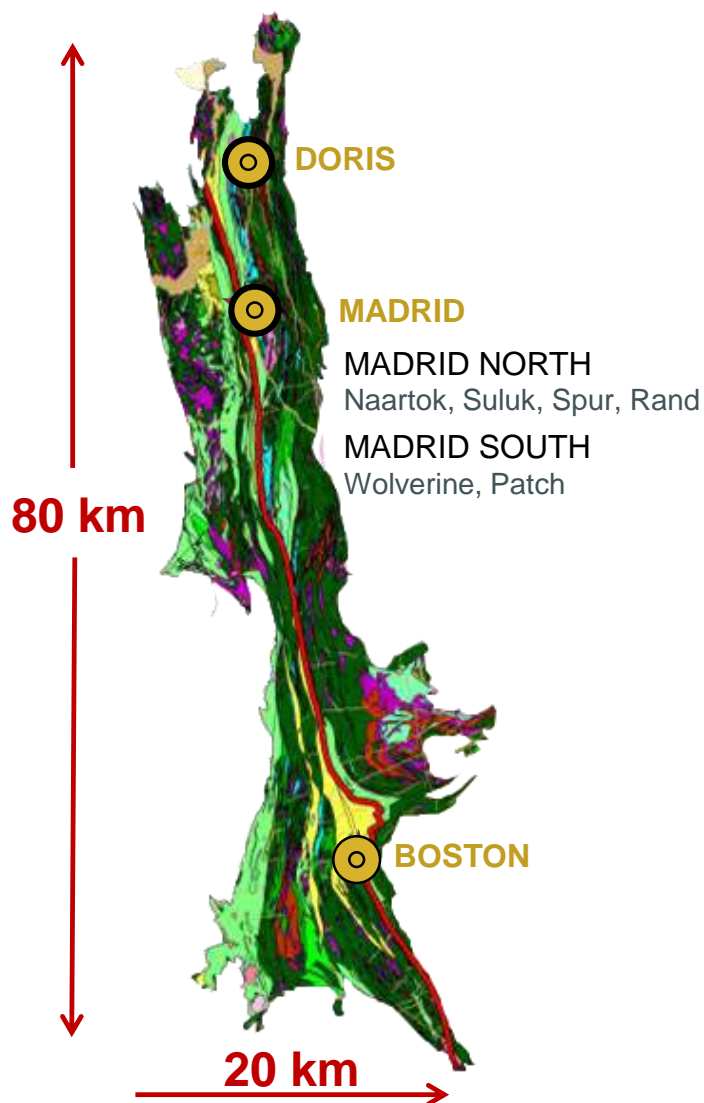 DORIS
MADRID
MADRID NORTH
Naartok, Suluk, Spur, Rand
MADRID SOUTH
Wolverine, Patch
80 km
BOSTON
20 km